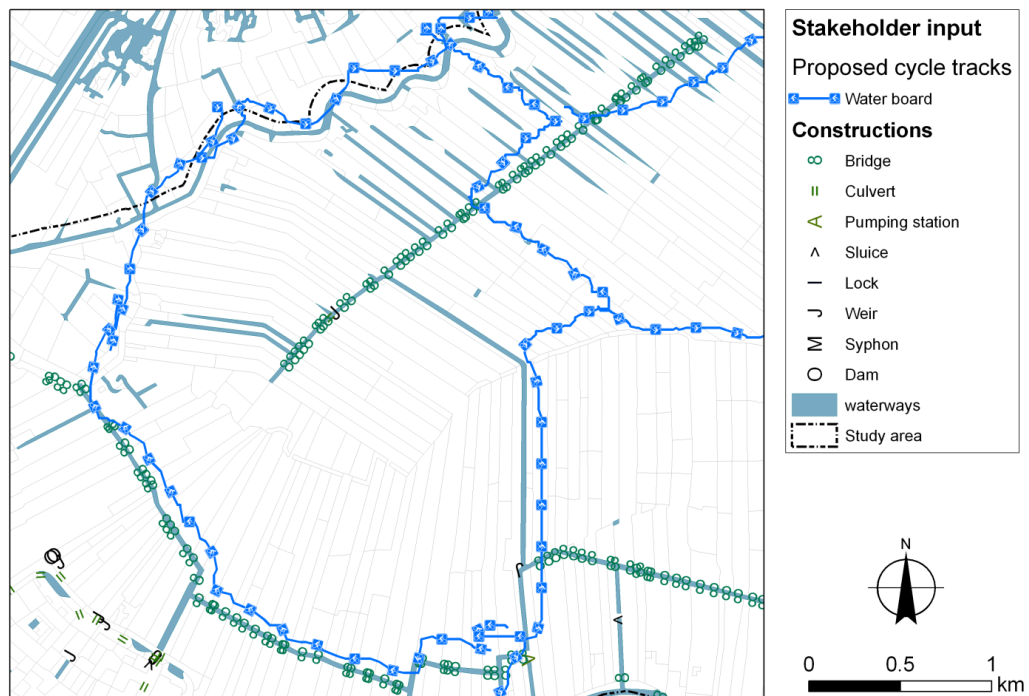 Stakeholder input
Proposed cycle tracks
Water board
Constructions
Bridge
Culvert
Pumping station
Sluice
Lock
Weir
Syphon
Dam
waterways
Study area
N
0 0.5 1
km